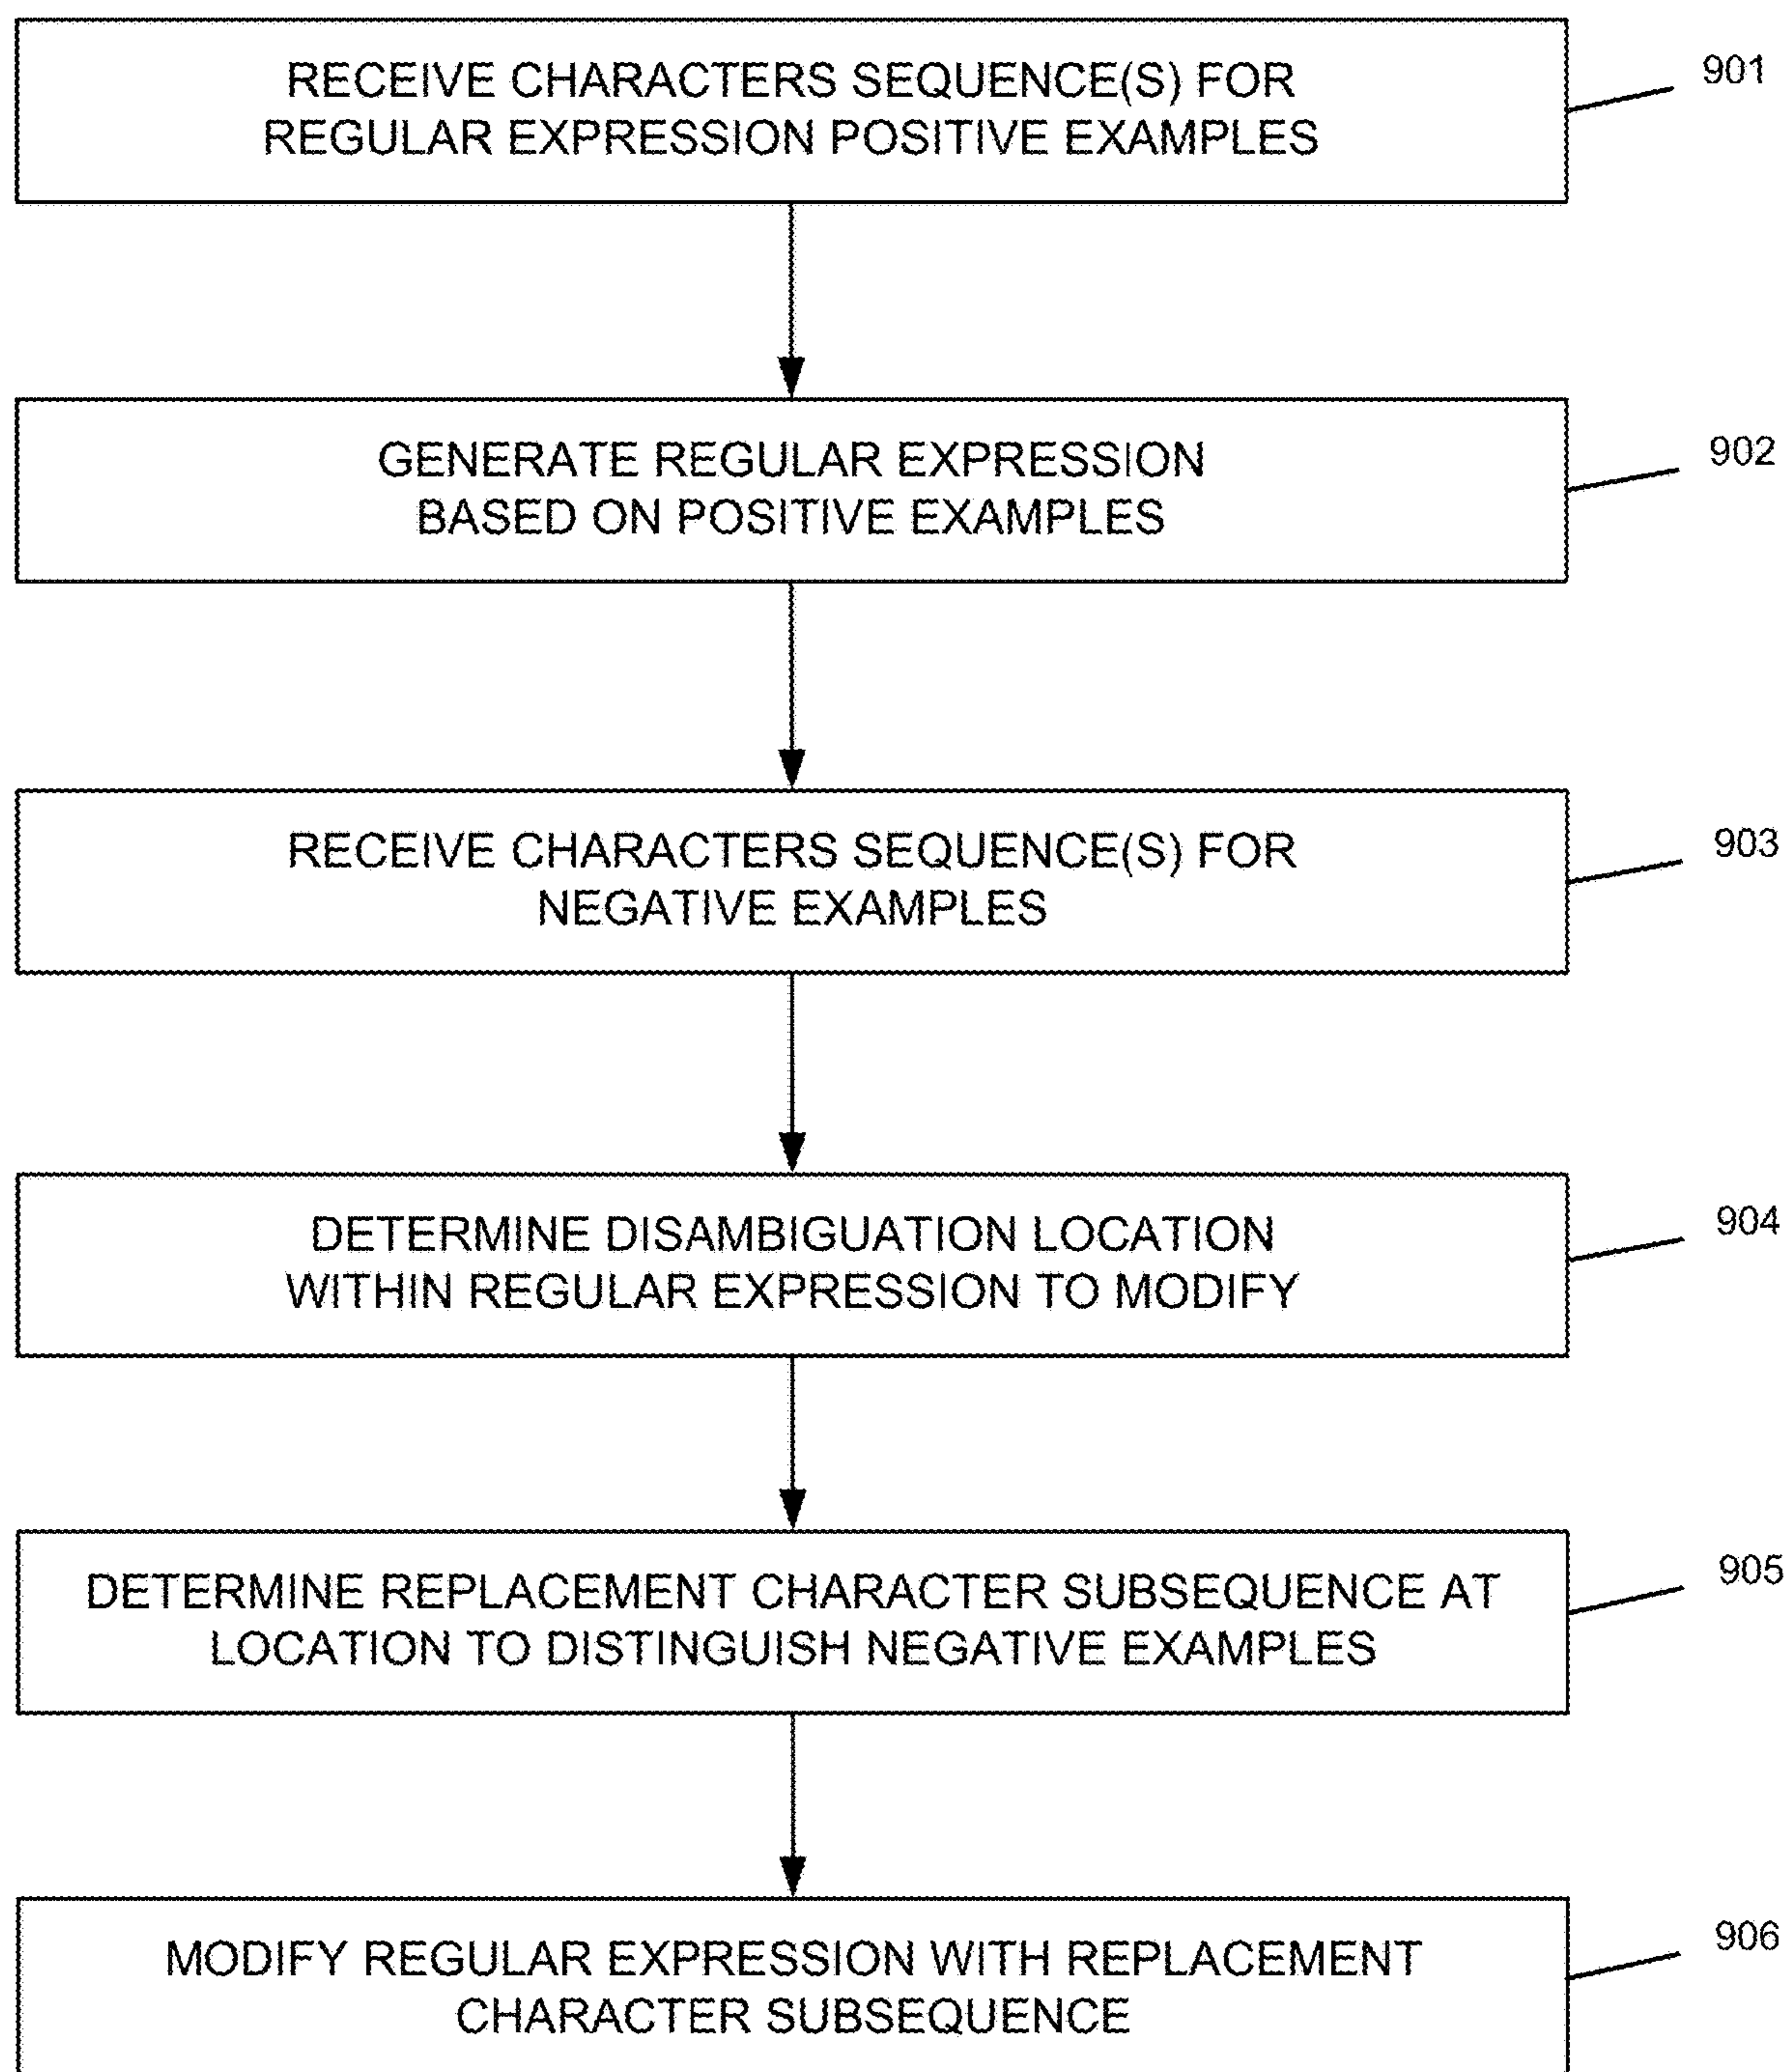 RECEIVE CHARACTERS SEQUENCE(S) FOR
REGULAR EXPRESSION POSITIVE EXAMPLES
901
GENERATE REGULAR EXPRESSION
BASED ON POSITIVE EXAMPLES
902
RECEIVE CHARACTERS SEQUENCE(S) FOR
NEGATIVE EXAMPLES
903
DETERMINE DISAMBIGUATION LOCATION
WITHIN REGULAR EXPRESSION TO MODIFY
904
DETERMINE REPLACEMENT CHARACTER SUBSEQUENCE AT
LOCATION TO DISTINGUISH NEGATIVE EXAMPLES
905
MODIFY REGULAR EXPRESSION WITH REPLACEMENT
CHARACTER SUBSEQUENCE
906